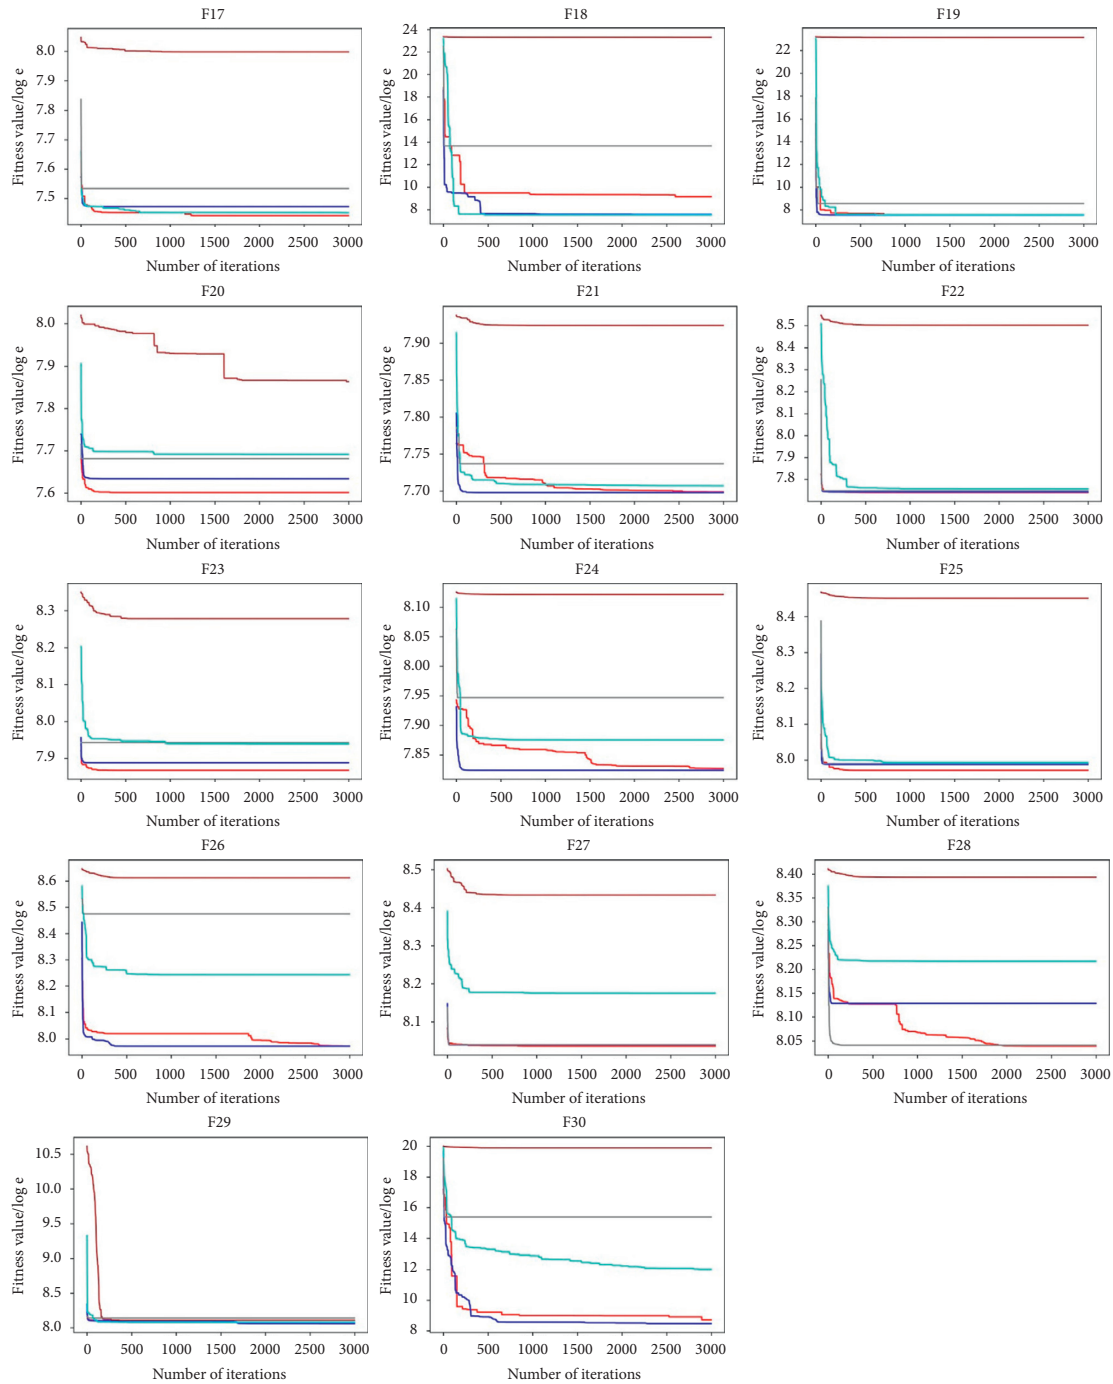 F17
Fitness value/log e
8.0
7.9
7.8
7.7
7.6
7.5
0 500 1000 1500 2000 2500 3000
Number of iterations
F18
Fitness value/log e
24
22
20
18
16
14
12
10
8
0 500 1000 1500 2000 2500 3000
Number of iterations
F19
Fitness value/log e
22
20
18
16
14
12
10
8
0 500 1000 1500 2000 2500 3000
Number of iterations
F20
Fitness value/log e
8.0
7.9
7.8
7.7
7.6
0 500 1000 1500 2000 2500 3000
Number of iterations
F21
Fitness value/log e
7.90
7.85
7.80
7.75
7.70
0 500 1000 1500 2000 2500 3000
Number of iterations
F22
Fitness value/log e
8.5
8.4
8.3
8.2
8.1
8.0
7.9
7.8
0 500 1000 1500 2000 2500 3000
Number of iterations
F23
Fitness value/log e
8.3
8.2
8.1
8.0
7.9
0 500 1000 1500 2000 2500 3000
Number of iterations
F24
Fitness value/log e
8.10
8.05
8.00
7.95
7.90
7.85
0 500 1000 1500 2000 2500 3000
Number of iterations
F25
Fitness value/log e
8.4
8.3
8.2
8.1
8.0
0 500 1000 1500 2000 2500 3000
Number of iterations
F26
Fitness value/log e
8.6
8.5
8.4
8.3
8.2
8.1
8.0
0 500 1000 1500 2000 2500 3000
Number of iterations
F27
Fitness value/log e
8.5
8.4
8.3
8.2
8.1
0 500 1000 1500 2000 2500 3000
Number of iterations
F28
Fitness value/log e
8.40
8.35
8.30
8.25
8.20
8.15
8.10
8.05
0 500 1000 1500 2000 2500 3000
Number of iterations
F29
Fitness value/log e
10.5
10.0
9.5
9.0
8.5
8.0
0 500 1000 1500 2000 2500 3000
Number of iterations
F30
Fitness value/log e
20
18
16
14
12
10
8
0 500 1000 1500 2000 2500 3000
Number of iterations